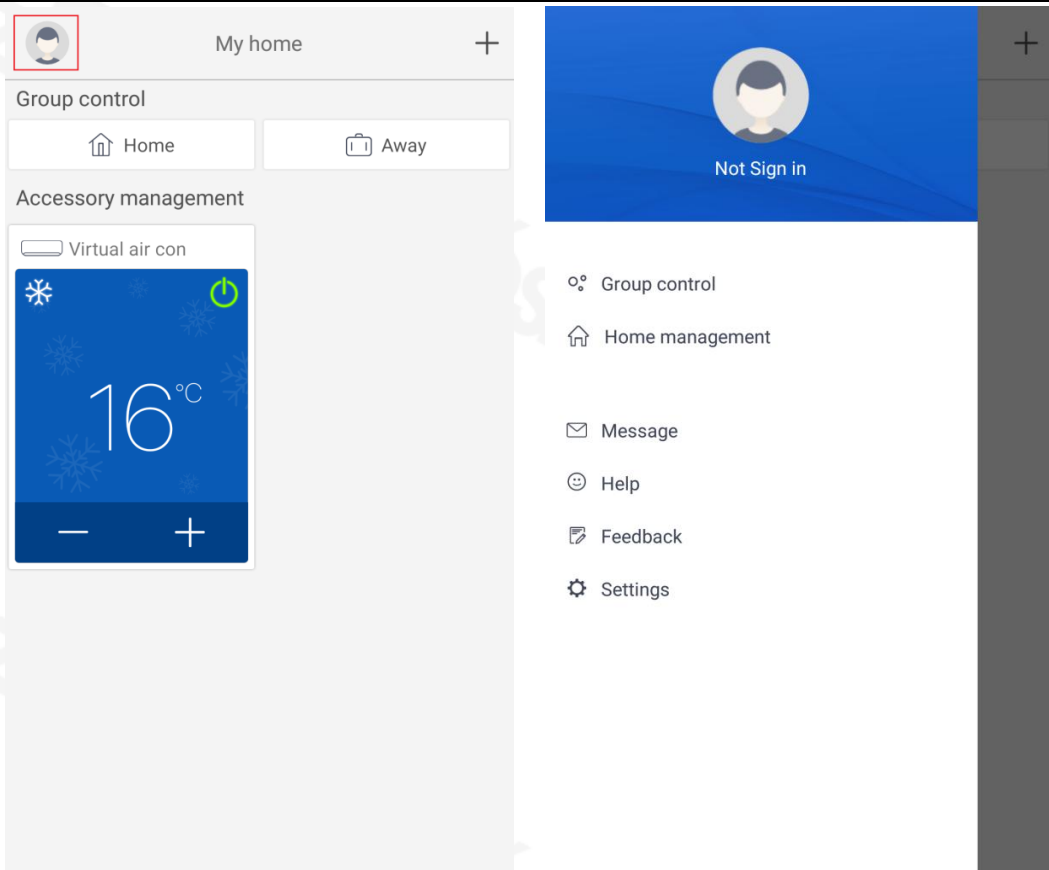 My home
Group control
Home
Away
Accessory management
Virtual air con
16°C
Not Sign in
Group control
Home management
Message
Help
Feedback
Settings